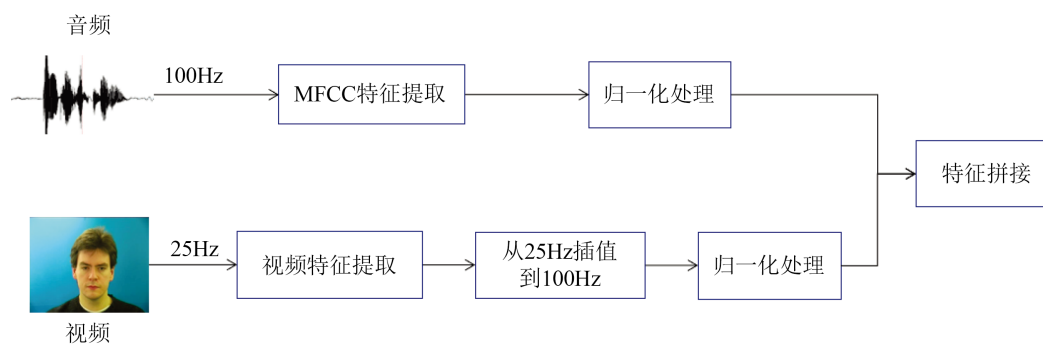 音频
100Hz
MFCC特征提取
归一化处理
特征拼接
25Hz
视频特征提取
从25Hz插值
到100Hz
归一化处理
视频